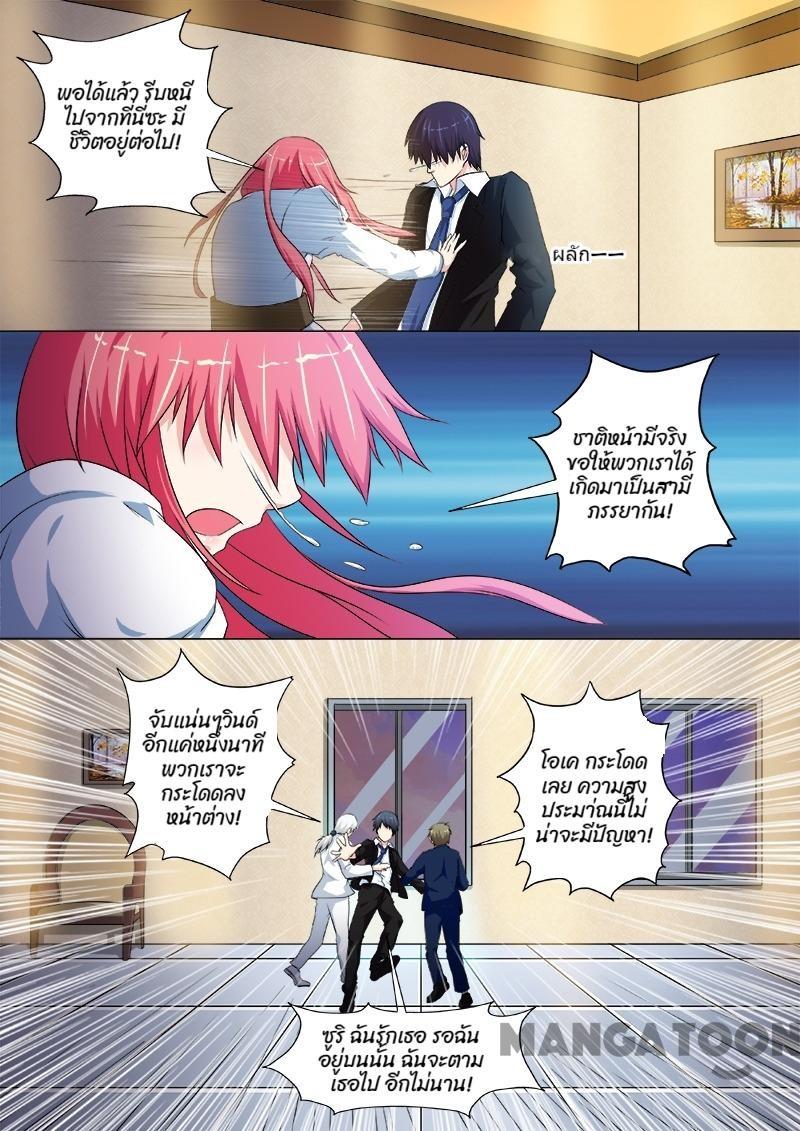 พอได้แล้ว รีบหนี
ไปจากที่นี่ซะ มี
ชีวิตอยู่ต่อไป!
ผลัก——
ชาติหน้ามีจริง
ขอให้พวกเราได้
เกิดมาเป็นสามี
ภรรยากัน!
จับแน่นๆวินด์
อีกแค่หนึ่งนาที
พวกเราจะ
กระโดดลง
หน้าต่าง!
โอเค กระโดด
เลย ความสูง
ประมาณนี้ไม่
น่าจะมีปัญหา!
ซูริ ฉันรักเธอ รอฉัน
อยู่บนนั้น ฉันจะตาม
เธอไป อีกไม่นาน!
MANGATOON